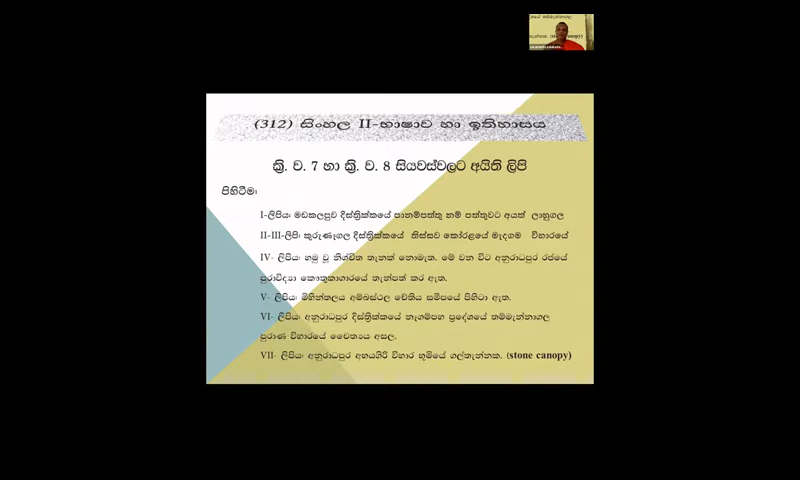 (312) සිංහල II-භාෂාව හා ඉතිහාසය
ක්‍රි. ව. 7 හා ක්‍රි. ව. 8 සියවස්වලට අයිති ලිපි
පිහිටීම:
I-ලිපිය: මඩකලපුව දිස්ත්‍රික්කයේ පානම්පත්තු නම් පත්තුවට අයත් ලාහුගල
II-III-ලිපි: කුරුණෑගල දිස්ත්‍රික්කයේ තිස්සව කෝරළයේ මැදගම විහාරයේ
IV- ලිපිය: හමු වූ නිශ්චිත තැනක් නොමැත. මේ වන විට අනුරාධපුර රජයේ
පුරාවිද්‍යා කෞතුකාගාරයේ තැන්පත් කර ඇත.
V- ලිපිය: මිහින්තලය අම්බස්ථල චේතිය සමීපයේ පිහිටා ඇත.
VI- ලිපිය: අනුරාධපුර දිස්ත්‍රික්කයේ නෑගම්පහ ප්‍රදේශයේ තම්මැන්නාගල
පුරාණ විහාරයේ චෛත්‍යය අසල.
VII- ලිපිය: අනුරාධපුර අභයගිරි විහාර භූමියේ ගල්තැන්නක. (stone canopy)